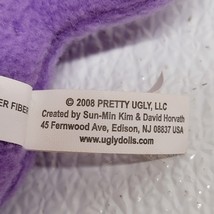 ER FIBER
© 2008 PRETTY UGLY, LLC
Created by Sun-Min Kim & David Horvath
45 Fernwood Ave, Edison, NJ 08837 USA
www.uglydolls.com